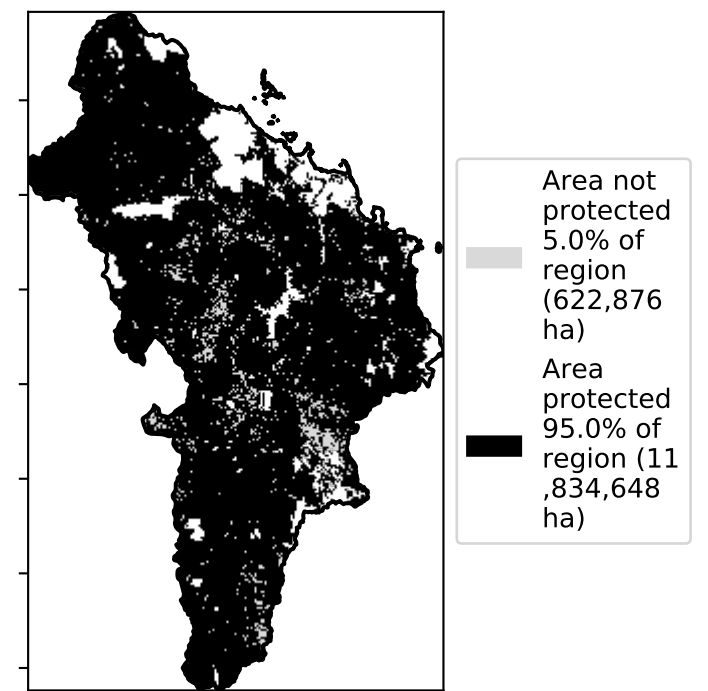 Area not
protected
5.0% of
region
(622,876
ha)
Area
protected
95.0% of
region (11
,834,648
ha)